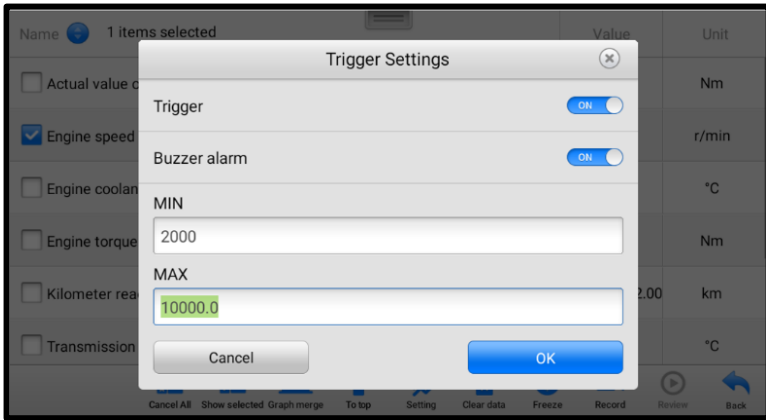 Name 1 items selected Value Unit
Trigger Settings
Actual value Nm
Trigger ON
Engine speed r/min
Buzzer alarm ON
Engine coolan °C
MIN
2000
Engine torque Nm
MAX
Kilometer rea 2.00 km
10000.0
Transmission °C
Cancel OK
Cancel All Show selected Graph merge To top Setting Clear data Freeze Record Review Back